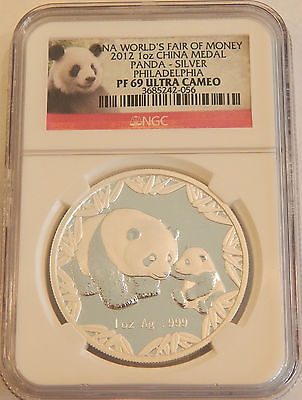 NA WORLD'S FAIR OF MONEY
2012 1oz CHINA MEDAL
PANDA - SILVER
PHILADELPHIA
PF 69 ULTRA CAMEO
3685242-056
NGC
1 oz Ag .999